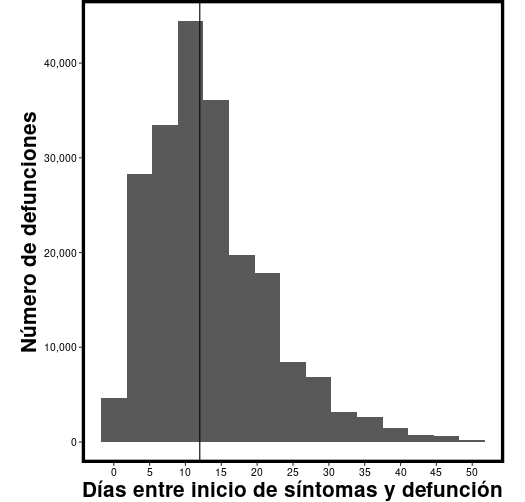 Número de defunciones
40,000
30,000
20,000
10,000
0
0 5 10 15 20 25 30 35 40 45 50
Días entre inicio de síntomas y defunción